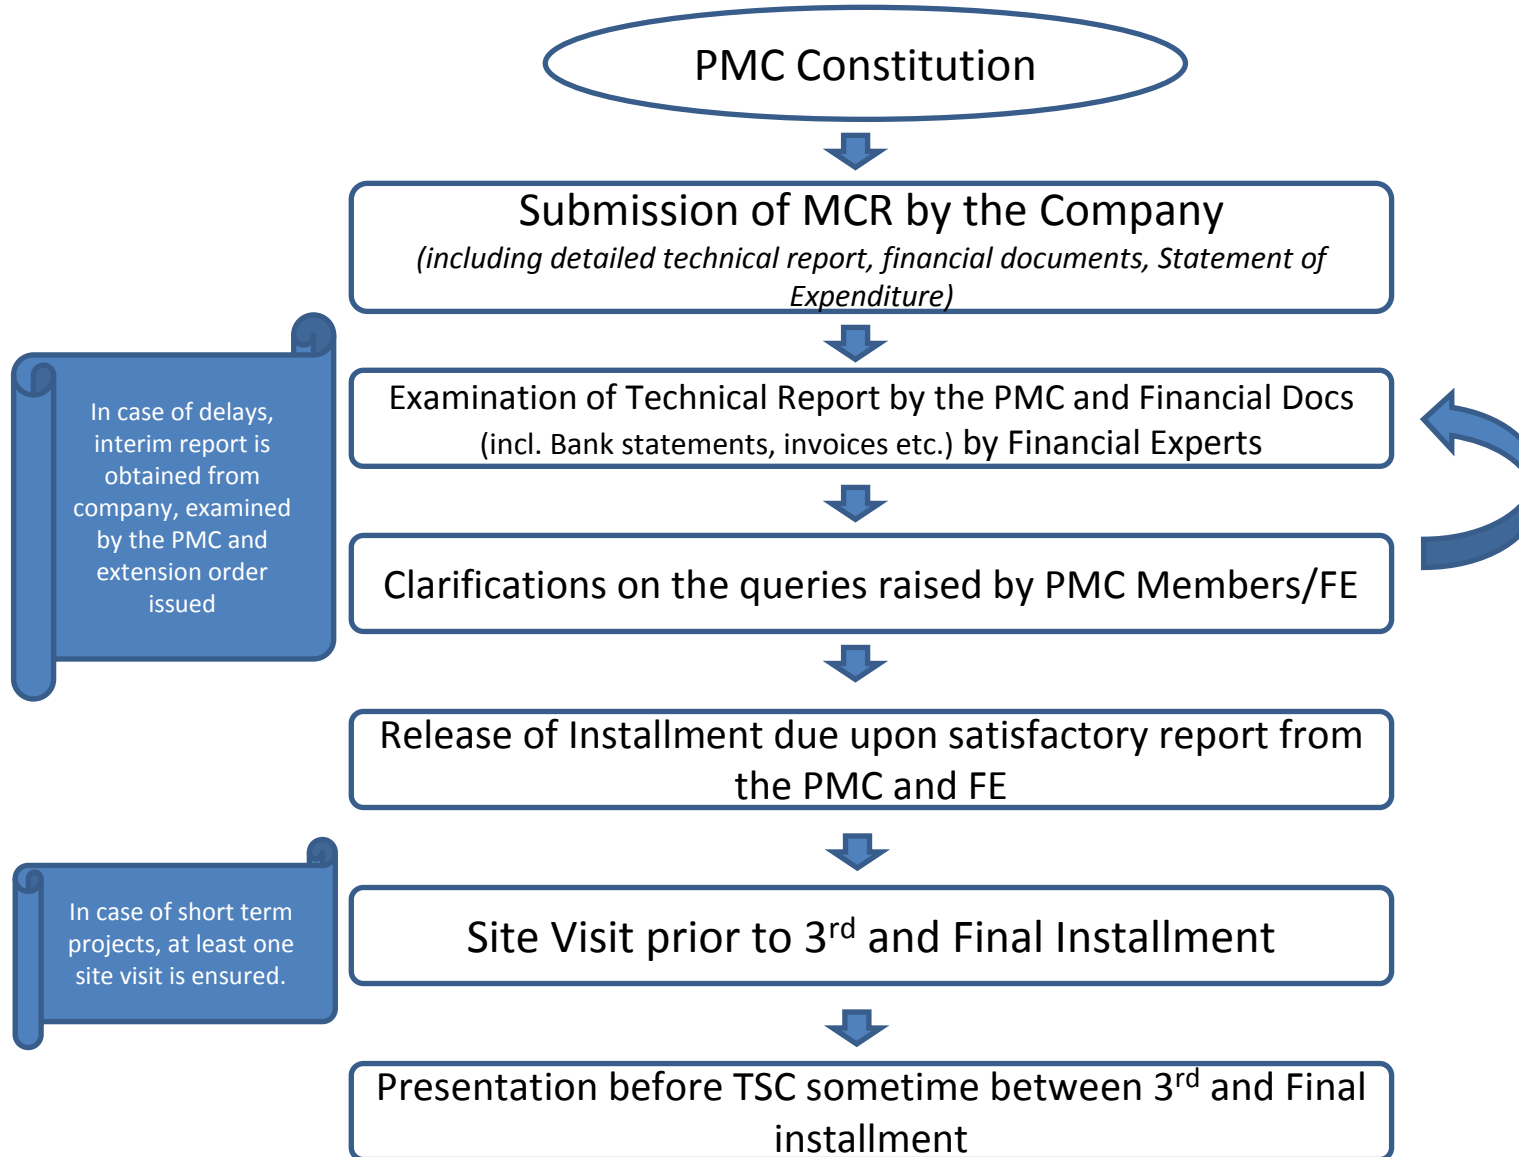 PMC Constitution
Submission of MCR by the Company
(including detailed technical report, financial documents, Statement of
Expenditure)
In case of delays,
interim report is
obtained from
company, examined
by the PMC and
extension order
issued
Examination of Technical Report by the PMC and Financial Docs
(incl. Bank statements, invoices etc.) by Financial Experts
Clarifications on the queries raised by PMC Members/FE
Release of Installment due upon satisfactory report from
the PMC and FE
In case of short term
projects, at least one
site visit is ensured.
Site Visit prior to 3rd and Final Installment
Presentation before TSC sometime between 3rd and Final
installment